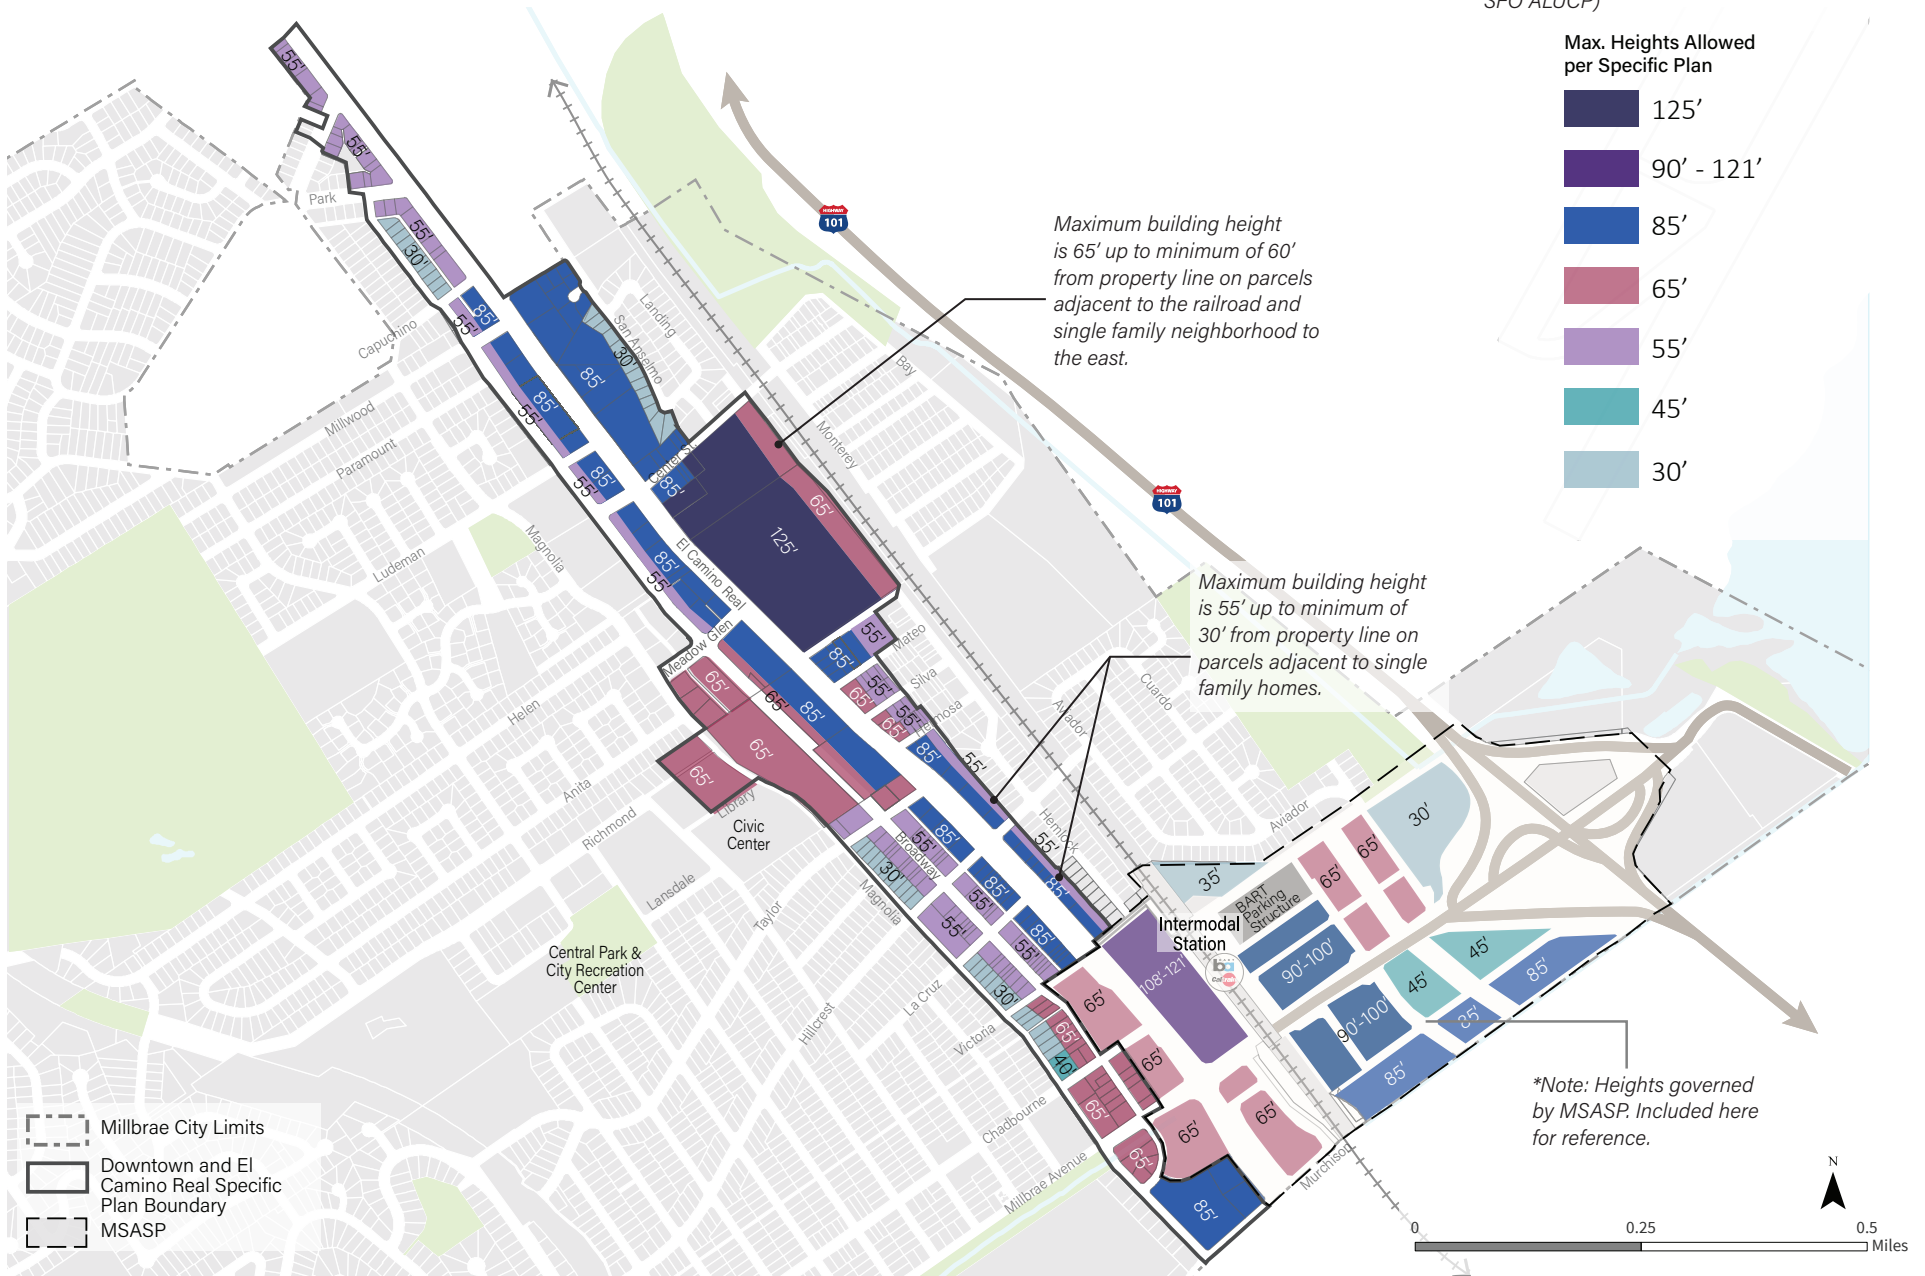 SFO ALUCP)
Max. Heights Allowed
per Specific Plan
125'
90' - 121'
85'
65'
55'
45'
30'
Maximum building height
is 65' up to minimum of 60'
from property line on parcels
adjacent to the railroad and
single family neighborhood to
the east.
Maximum building height
is 55' up to minimum of
30' from property line on
parcels adjacent to single
family homes.
*Note: Heights governed
by MSASP. Included here
for reference.
HIGHWAY
101
HIGHWAY
101
55'
55'
Park
55'
30'
85'
55'
Capuchino
Landing
San Anselmo
30'
85'
85'
55'
Millwood
Paramount
85'
55'
Center St.
85'
Monterey
Bay
65'
125'
El Camino Real
85'
55'
Ludeman
Magnolia
Meadow Glen
55'
85'
Mateo
Silva
Hermosa
55'
65'
55'
65'
65'
65'
85'
65'
65'
Helen
Anita
Richmond
Library
Civic
Center
Lansdale
Taylor
Magnolia
Broadway
85'
55'
Cuardo
Aviador
Aviador
Hemlock
55'
85'
85'
55'
30'
85'
55'
55'
85'
55'
30'
Central Park &
City Recreation
Center
Hillcrest
La Cruz
Victoria
Chadbourne
Millbrae Avenue
Murchison
65'
40'
65'
65'
85'
65'
65'
65'
65'
108'-121'
Intermodal
Station
35'
BART
Parking
Structure
65'
65'
30'
90'-100'
90'-100'
45'
45'
85'
85'
85'
Millbrae City Limits
Downtown and El
Camino Real Specific
Plan Boundary
MSASP
N
0
0.25
0.5
Miles